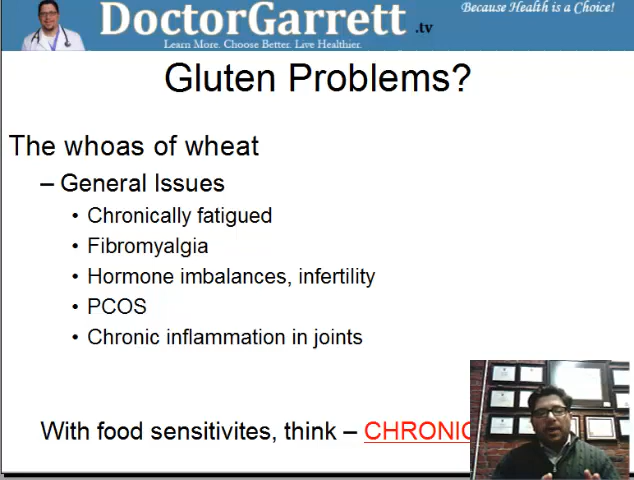 DoctorGarrett.tv
Because Health is a Choice!
Learn More. Choose Better. Live Healthier.
Gluten Problems?
The whoas of wheat
– General Issues
• Chronically fatigued
• Fibromyalgia
• Hormone imbalances, infertility
• PCOS
• Chronic inflammation in joints
With food sensitivites, think – CHRONIC